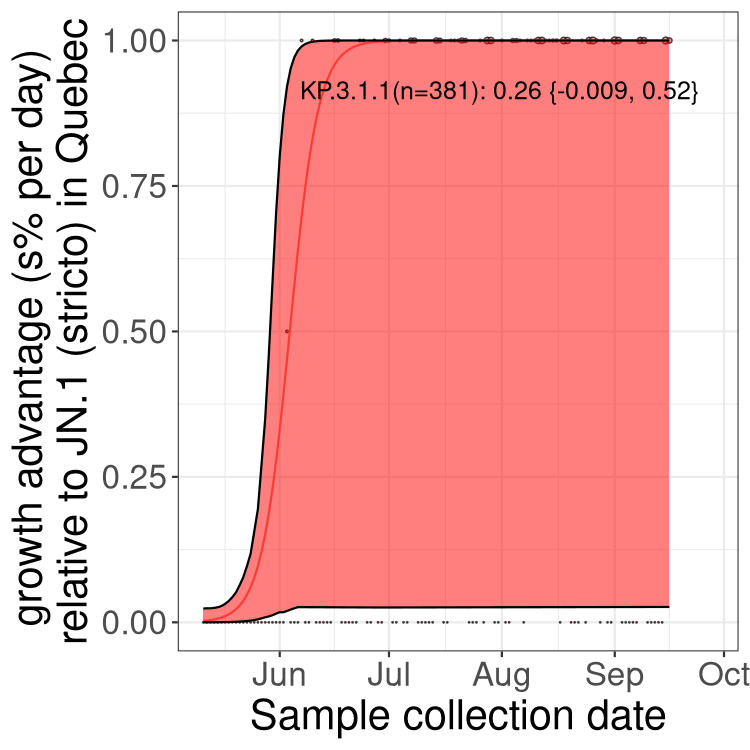 growth advantage (s% per day)
relative to JN.1 (stricto) in Quebec
1.00
0.75
0.50
0.25
0.00
KP.3.1.1(n=381): 0.26 {-0.009, 0.52}
Jun Jul Aug Sep Oct
Sample collection date